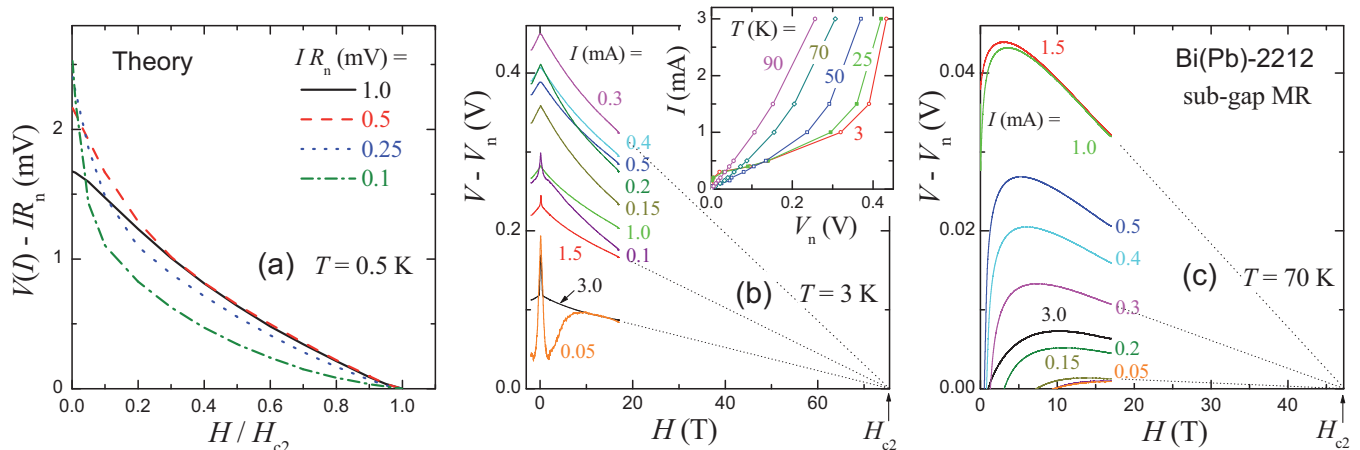 Theory
I R_n (mV) =
1.0
0.5
0.25
0.1
(a)
T = 0.5 K
V(I) - IR_n (mV)
2
1
0
0.0 0.2 0.4 0.6 0.8 1.0
H / H_c2
V - V_n (V)
0.4
0.2
0.0
I (mA) =
0.3
0.4
0.5
0.2
0.15
1.0
0.1
1.5
3.0
0.05
(b)
T = 3 K
0 20 40 60
H (T)
H_c2
I (mA)
3
2
1
0
T (K) =
90
70
50
25
3
0.0 0.2 0.4
V_n (V)
V - V_n (V)
0.04
0.02
0.00
Bi(Pb)-2212
sub-gap MR
I (mA) =
1.5
1.0
0.5
0.4
0.3
3.0
0.2
0.15
0.05
(c)
T = 70 K
0 10 20 30 40
H (T)
H_c2